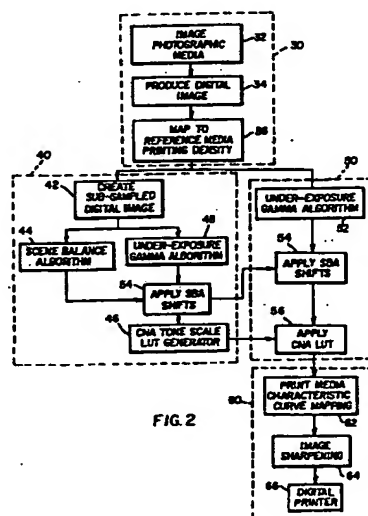 IMAGE
PHOTOGRAPHIC
MEDIA
32
30
PRODUCE DIGITAL
IMAGE
34
MAP TO
REFERENCE MEDIA
PRINTING DENSITY
36
40
42
CREATE
SUB-SAMPLED
DIGITAL IMAGE
50
UNDER-EXPOSURE
GAMMA ALGORITHM
52
44
SCENE BALANCE
ALGORITHM
48
UNDER-EXPOSURE
GAMMA ALGORITHM
54
APPLY SBA
SHIFTS
54
APPLY SBA
SHIFTS
46
CNA TONE SCALE
LUT GENERATOR
56
APPLY
CNA LUT
60
PRINT MEDIA
CHARACTERISTIC
CURVE MAPPING
62
IMAGE
SHARPENING
64
66
DIGITAL
PRINTER
FIG. 2